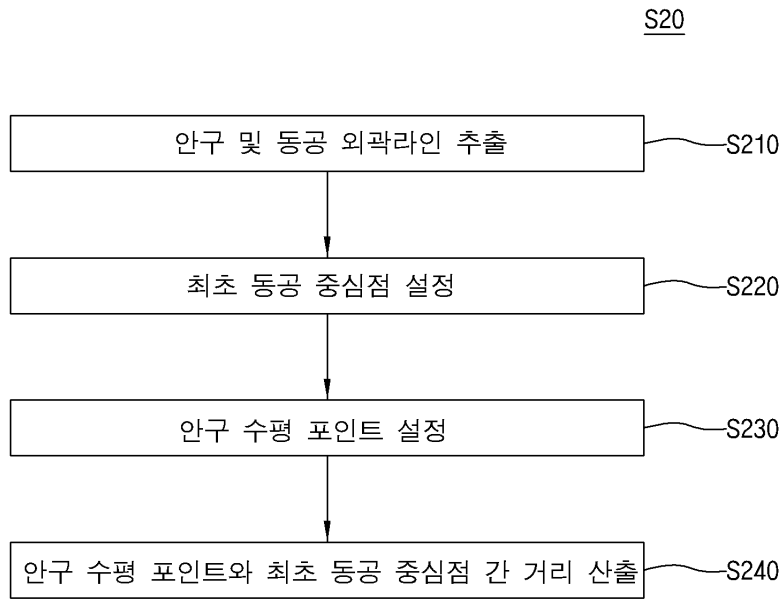 S20
안구 및 동공 외곽라인 추출
S210
최초 동공 중심점 설정
S220
안구 수평 포인트 설정
S230
안구 수평 포인트와 최초 동공 중심점 간 거리 산출
S240